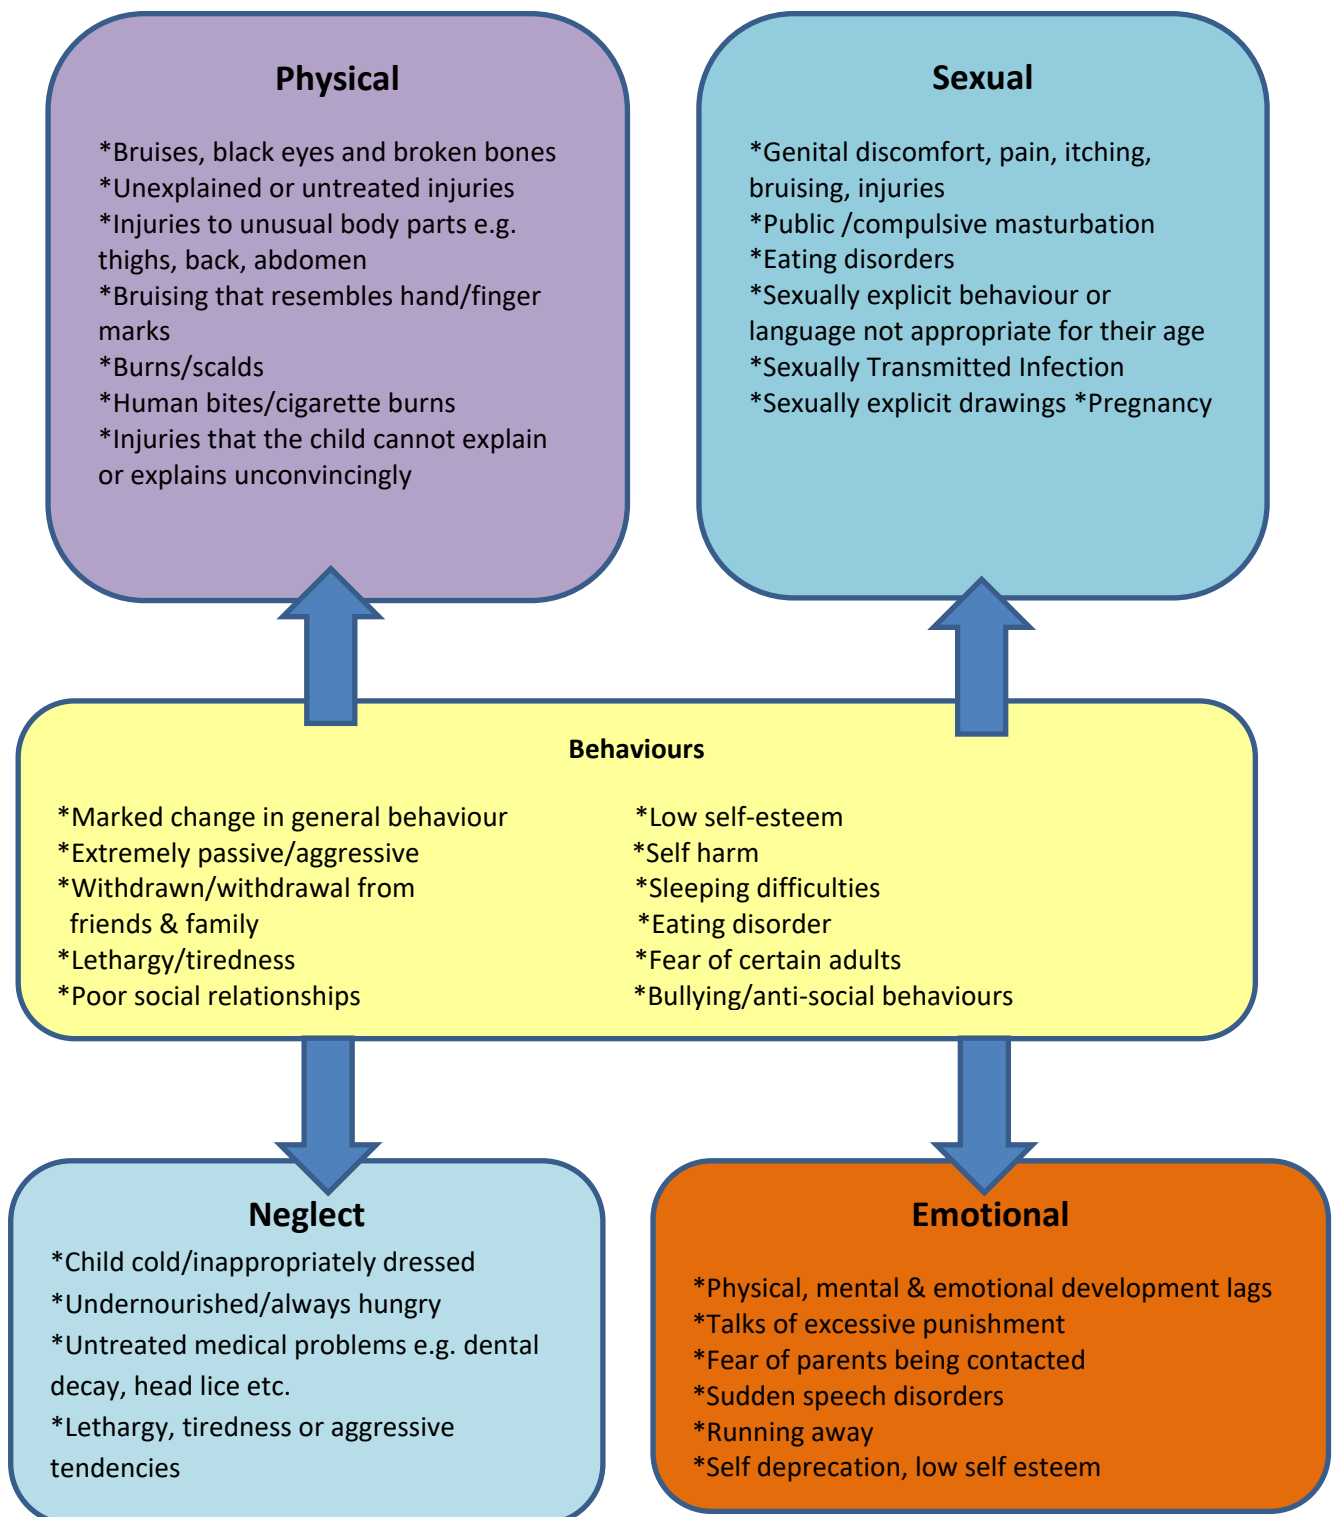 Physical
*Bruises, black eyes and broken bones
*Unexplained or untreated injuries
*Injuries to unusual body parts e.g.
thighs, back, abdomen
*Bruising that resembles hand/finger
marks
*Burns/scalds
*Human bites/cigarette burns
*Injuries that the child cannot explain
or explains unconvincingly
Sexual
*Genital discomfort, pain, itching,
bruising, injuries
*Public /compulsive masturbation
*Eating disorders
*Sexually explicit behaviour or
language not appropriate for their age
*Sexually Transmitted Infection
*Sexually explicit drawings *Pregnancy
Behaviours
*Marked change in general behaviour
*Extremely passive/aggressive
*Withdrawn/withdrawal from
friends & family
*Lethargy/tiredness
*Poor social relationships
*Low self-esteem
*Self harm
*Sleeping difficulties
*Eating disorder
*Fear of certain adults
*Bullying/anti-social behaviours
Neglect
*Child cold/inappropriately dressed
*Undernourished/always hungry
*Untreated medical problems e.g. dental
decay, head lice etc.
*Lethargy, tiredness or aggressive
tendencies
Emotional
*Physical, mental & emotional development lags
*Talks of excessive punishment
*Fear of parents being contacted
*Sudden speech disorders
*Running away
*Self deprecation, low self esteem